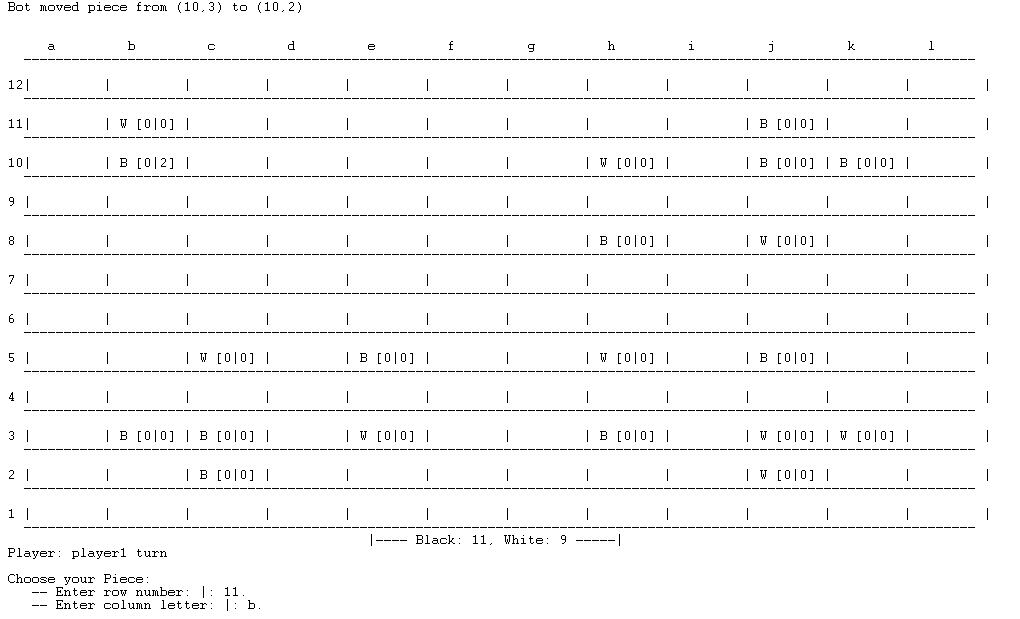 Bot moved piece from (10,3) to (10,2)
a b c d e f g h i j k l
12| | | | | | | | | | | | |
11| | W [0|0] | | | | | | | | B [0|0] | | |
10| | B [0|2] | | | | | | W [0|0] | | B [0|0] | B [0|0] | |
9 | | | | | | | | | | | | |
8 | | | | | | | | B [0|0] | | W [0|0] | | |
7 | | | | | | | | | | | | |
6 | | | | | | | | | | | | |
5 | | | W [0|0] | | B [0|0] | | | W [0|0] | | B [0|0] | | |
4 | | | | | | | | | | | | |
3 | | B [0|0] | B [0|0] | | W [0|0] | | | B [0|0] | | W [0|0] | W [0|0] | |
2 | | | B [0|0] | | | | | | | W [0|0] | | |
1 | | | | | | | | | | | | |
|---- Black: 11, White: 9 -----|
Player: player1 turn
Choose your Piece:
-- Enter row number: |: 11.
-- Enter column letter: |: b.